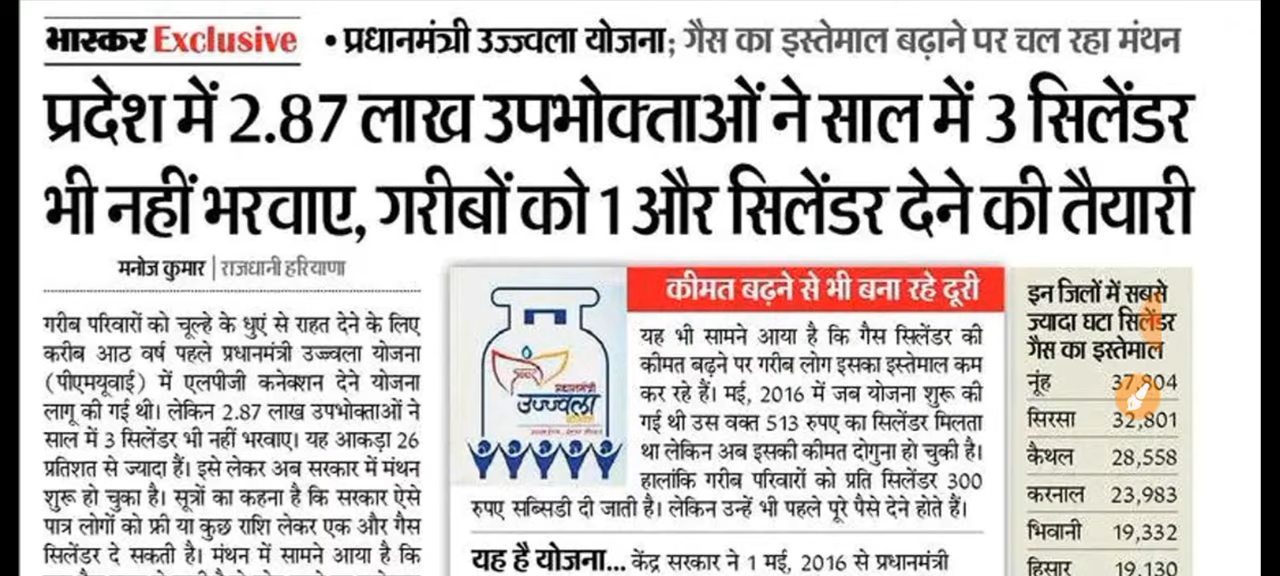 भास्कर Exclusive • प्रधानमंत्री उज्ज्वला योजना; गैस का इस्तेमाल बढ़ाने पर चल रहा मंथन
प्रदेश में 2.87 लाख उपभोक्ताओं ने साल में 3 सिलेंडर
भी नहीं भरवाए, गरीबों को 1 और सिलेंडर देने की तैयारी
मनोज कुमार | राजधानी हरियाणा
गरीब परिवारों को चूल्हे के धुएं से राहत देने के लिए
करीब आठ वर्ष पहले प्रधानमंत्री उज्ज्वला योजना
(पीएमयूवाई) में एलपीजी कनेक्शन देने योजना
लागू की गई थी। लेकिन 2.87 लाख उपभोक्ताओं ने
साल में 3 सिलेंडर भी नहीं भरवाए। यह आकड़ा 26
प्रतिशत से ज्यादा हैं। इसे लेकर अब सरकार में मंथन
शुरू हो चुका है। सूत्रों का कहना है कि सरकार ऐसे
पात्र लोगों को फ्री या कुछ राशि लेकर एक और गैस
सिलेंडर दे सकती है। मंथन में सामने आया है कि
प्रधानमंत्री
उज्ज्वला
कीमत बढ़ने से भी बना रहे दूरी
यह भी सामने आया है कि गैस सिलेंडर की
कीमत बढ़ने पर गरीब लोग इसका इस्तेमाल कम
कर रहे हैं। मई, 2016 में जब योजना शुरू की
गई थी उस वक्त 513 रुपए का सिलेंडर मिलता
था लेकिन अब इसकी कीमत दोगुना हो चुकी है।
हालांकि गरीब परिवारों को प्रति सिलेंडर 300
रुपए सब्सिडी दी जाती है। लेकिन उन्हें भी पहले पूरे पैसे देने होते हैं।
यह है योजना... केंद्र सरकार ने 1 मई, 2016 से प्रधानमंत्री
इन जिलों में सबसे
ज्यादा घटा सिलेंडर
गैस का इस्तेमाल
नूंह 37,804
सिरसा 32,801
कैथल 28,558
करनाल 23,983
भिवानी 19,332
हिसार 19,130